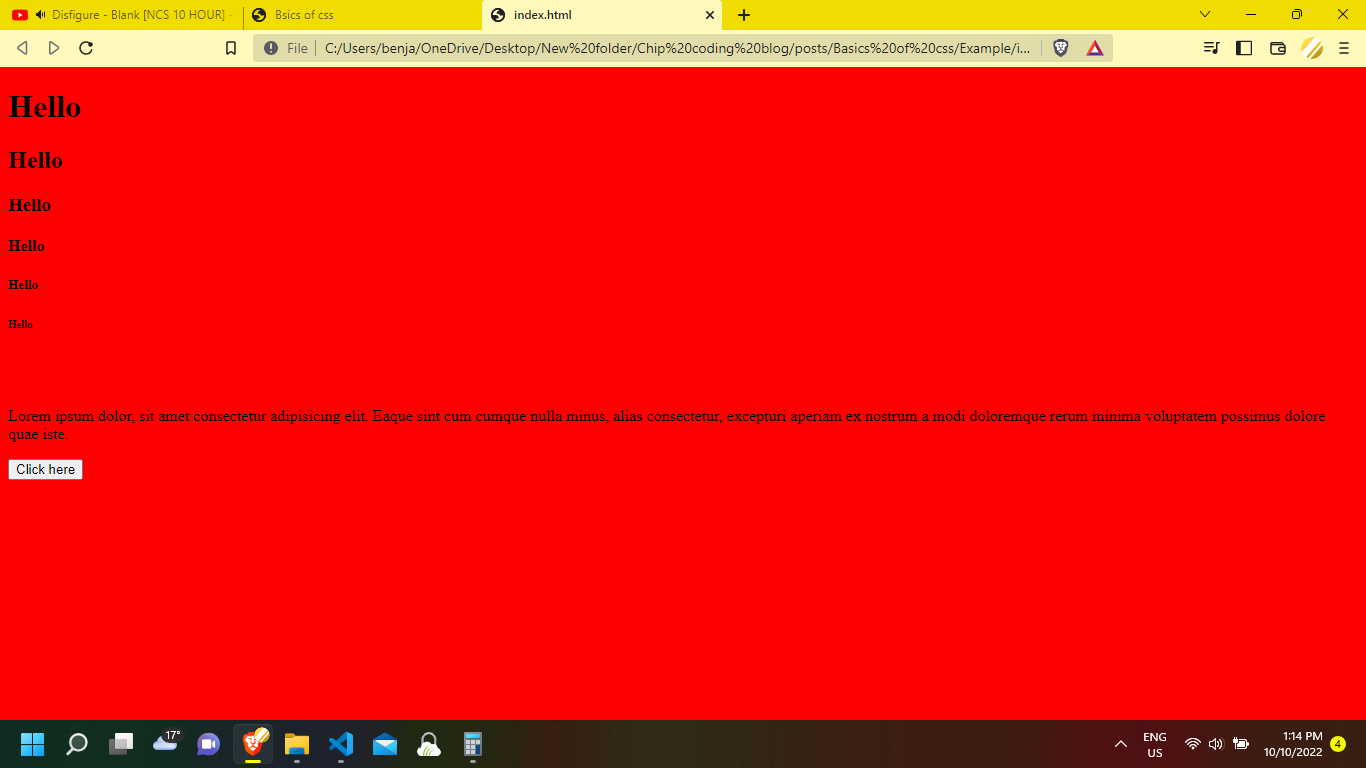 Disfigure - Blank [NCS 10 HOUR] -
Bsics of css
index.html
File
C:/Users/benja/OneDrive/Desktop/New%20folder/Chip%20coding%20blog/posts/Basics%20of%20css/Example/i...
Hello
Hello
Hello
Hello
Hello
Hello
Lorem ipsum dolor, sit amet consectetur adipisicing elit. Eaque sint cum cumque nulla minus, alias consectetur, excepturi aperiam ex nostrum a modi doloremque rerum minima voluptatem possimus dolore
quae iste.
Click here
17°
ENG
US
1:14 PM
10/10/2022
4